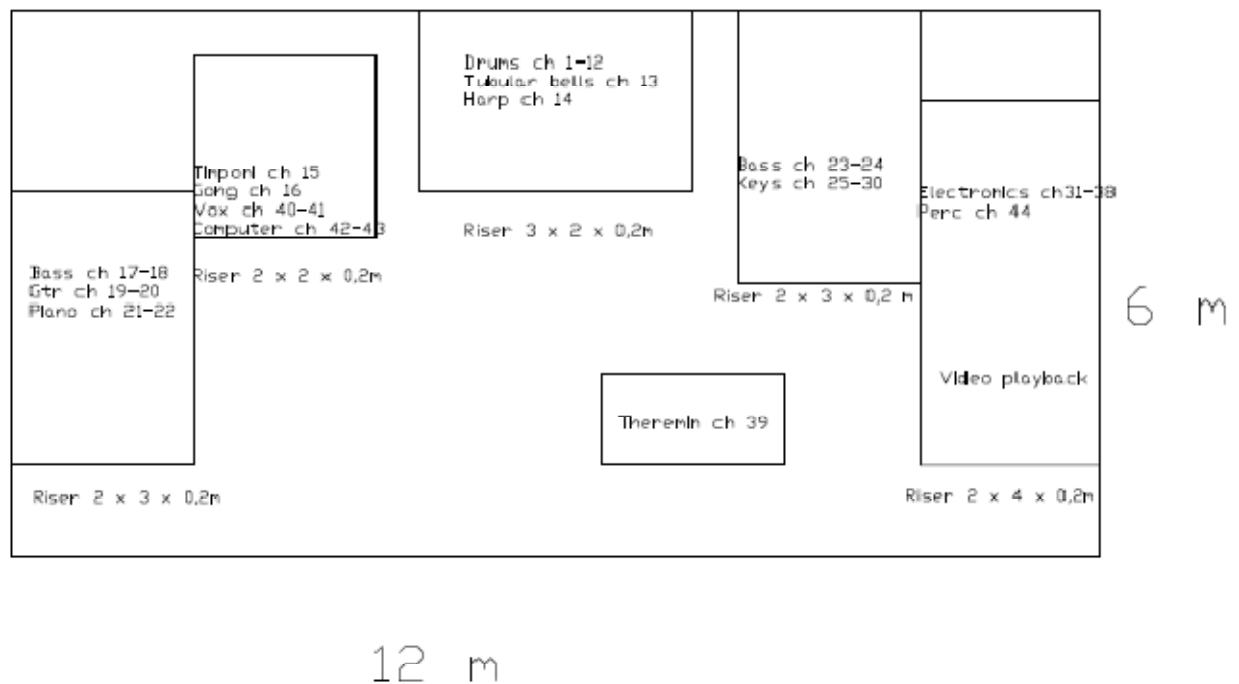 Drums ch 1-12
Tubular bells ch 13
Harp ch 14
Riser 3 x 2 x 0,2m
Timpani ch 15
Gong ch 16
Vox ch 40-41
Computer ch 42-43
Riser 2 x 2 x 0,2m
Bass ch 17-18
Gtr ch 19-20
Piano ch 21-22
Riser 2 x 3 x 0,2m
Bass ch 23-24
Keys ch 25-30
Riser 2 x 3 x 0,2 m
Electronics ch31-38
Perc ch 44
Video playback
Riser 2 x 4 x 0,2m
Theremin ch 39
6 m
12 m